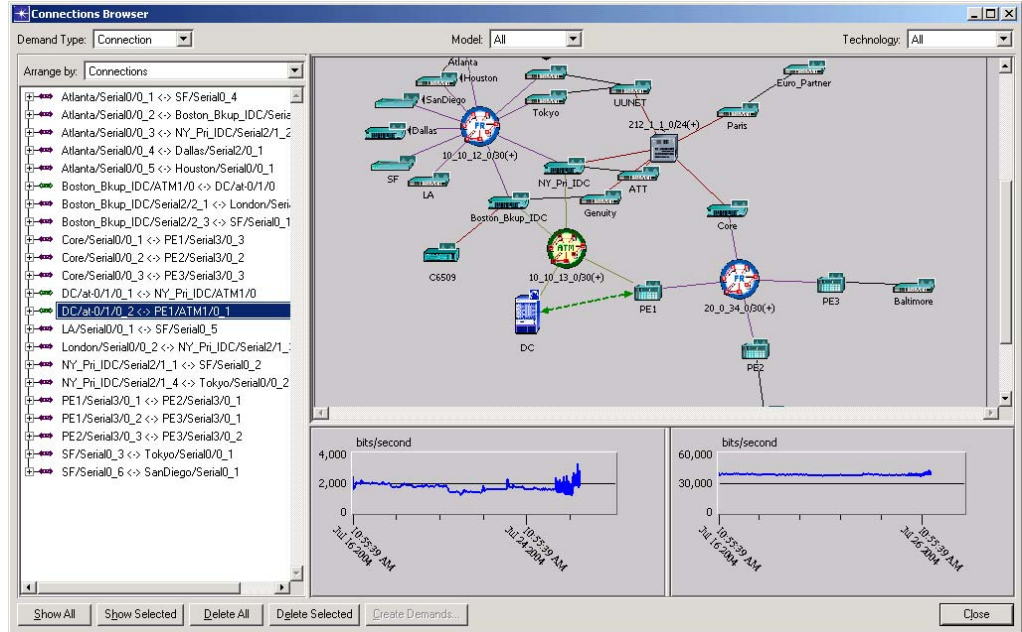 Connections Browser
Demand Type: Connection
Model: All
Technology: All
Arrange by: Connections
Atlanta/Serial0/0_1 <-> SF/Serial0_4
Atlanta/Serial0/0_2 <-> Boston_Bkup_IDC/Seria
Atlanta/Serial0/0_3 <-> NY_Pri_IDC/Serial2/1_2
Atlanta/Serial0/0_4 <-> Dallas/Serial2/0_1
Atlanta/Serial0/0_5 <-> Houston/Serial0/0_1
Boston_Bkup_IDC/ATM1/0 <-> DC/at-0/1/0
Boston_Bkup_IDC/Serial2/2_1 <-> London/Seri
Boston_Bkup_IDC/Serial2/2_3 <-> SF/Serial0_1
Core/Serial0/0_1 <-> PE1/Serial3/0_3
Core/Serial0/0_2 <-> PE2/Serial3/0_2
Core/Serial0/0_3 <-> PE3/Serial3/0_3
DC/at-0/1/0_1 <-> NY_Pri_IDC/ATM1/0
DC/at-0/1/0_2 <-> PE1/ATM1/0_1
LA/Serial0/0_1 <-> SF/Serial0_5
London/Serial0/0_2 <-> NY_Pri_IDC/Serial2/1_
NY_Pri_IDC/Serial2/1_1 <-> SF/Serial0_2
NY_Pri_IDC/Serial2/1_4 <-> Tokyo/Serial0/0_2
PE1/Serial3/0_1 <-> PE2/Serial3/0_1
PE1/Serial3/0_2 <-> PE3/Serial3/0_1
PE2/Serial3/0_3 <-> PE3/Serial3/0_2
SF/Serial0_3 <-> Tokyo/Serial0/0_1
SF/Serial0_6 <-> SanDiego/Serial0_1
Atlanta
Houston
SanDiego
Dallas
FR
Tokyo
UUNET
Euro_Partner
212_1_1_0/24(+)
Paris
10_10_12_0/30(+)
SF
LA
NY_Pri_IDC
ATT
Boston_Bkup_IDC
Genuity
Core
ATM
C6509
10_10_13_0/30(+)
DC
PE1
FR
20_0_34_0/30(+)
PE3
Baltimore
PE2
bits/second
4,000
2,000
0
10:55:39 AM
Jul 16 2004
10:55:39 AM
Jul 24 2004
bits/second
60,000
30,000
0
10:55:39 AM
Jul 16 2004
10:55:39 AM
Jul 26 2004
Show All
Show Selected
Delete All
Delete Selected
Create Demands...
Close